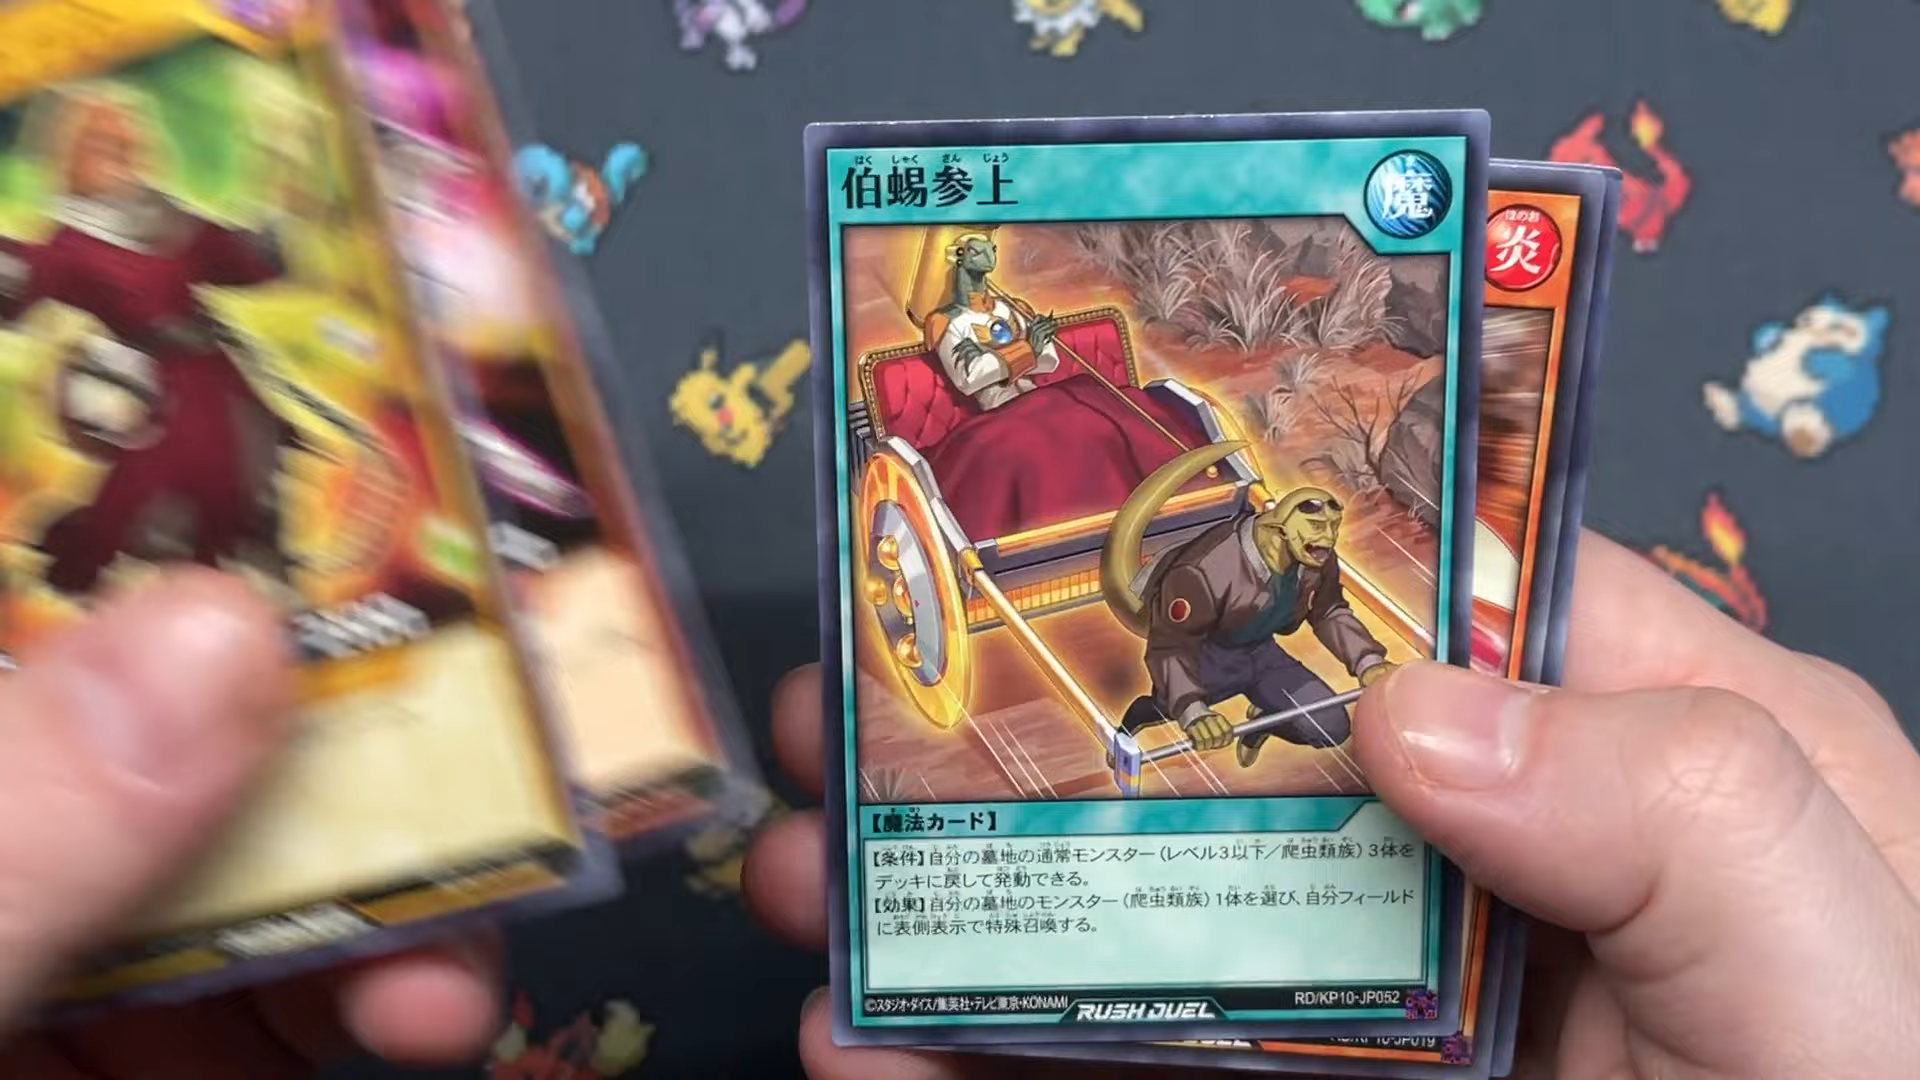 はく しゃく さん じょう
伯蜴参上
魔
ほのお
炎
【魔法カード】
【条件】自分の墓地の通常モンスター(レベル3以下/爬虫類族)3体を
デッキに戻して発動できる。
【効果】自分の墓地のモンスター(爬虫類族)1体を選び、自分フィールド
に表側表示で特殊召喚する。
©スタジオ・ダイス/集英社・テレビ東京・KONAMI
RUSH DUEL
RD/KP10-JP052
RD/KP10-JP019